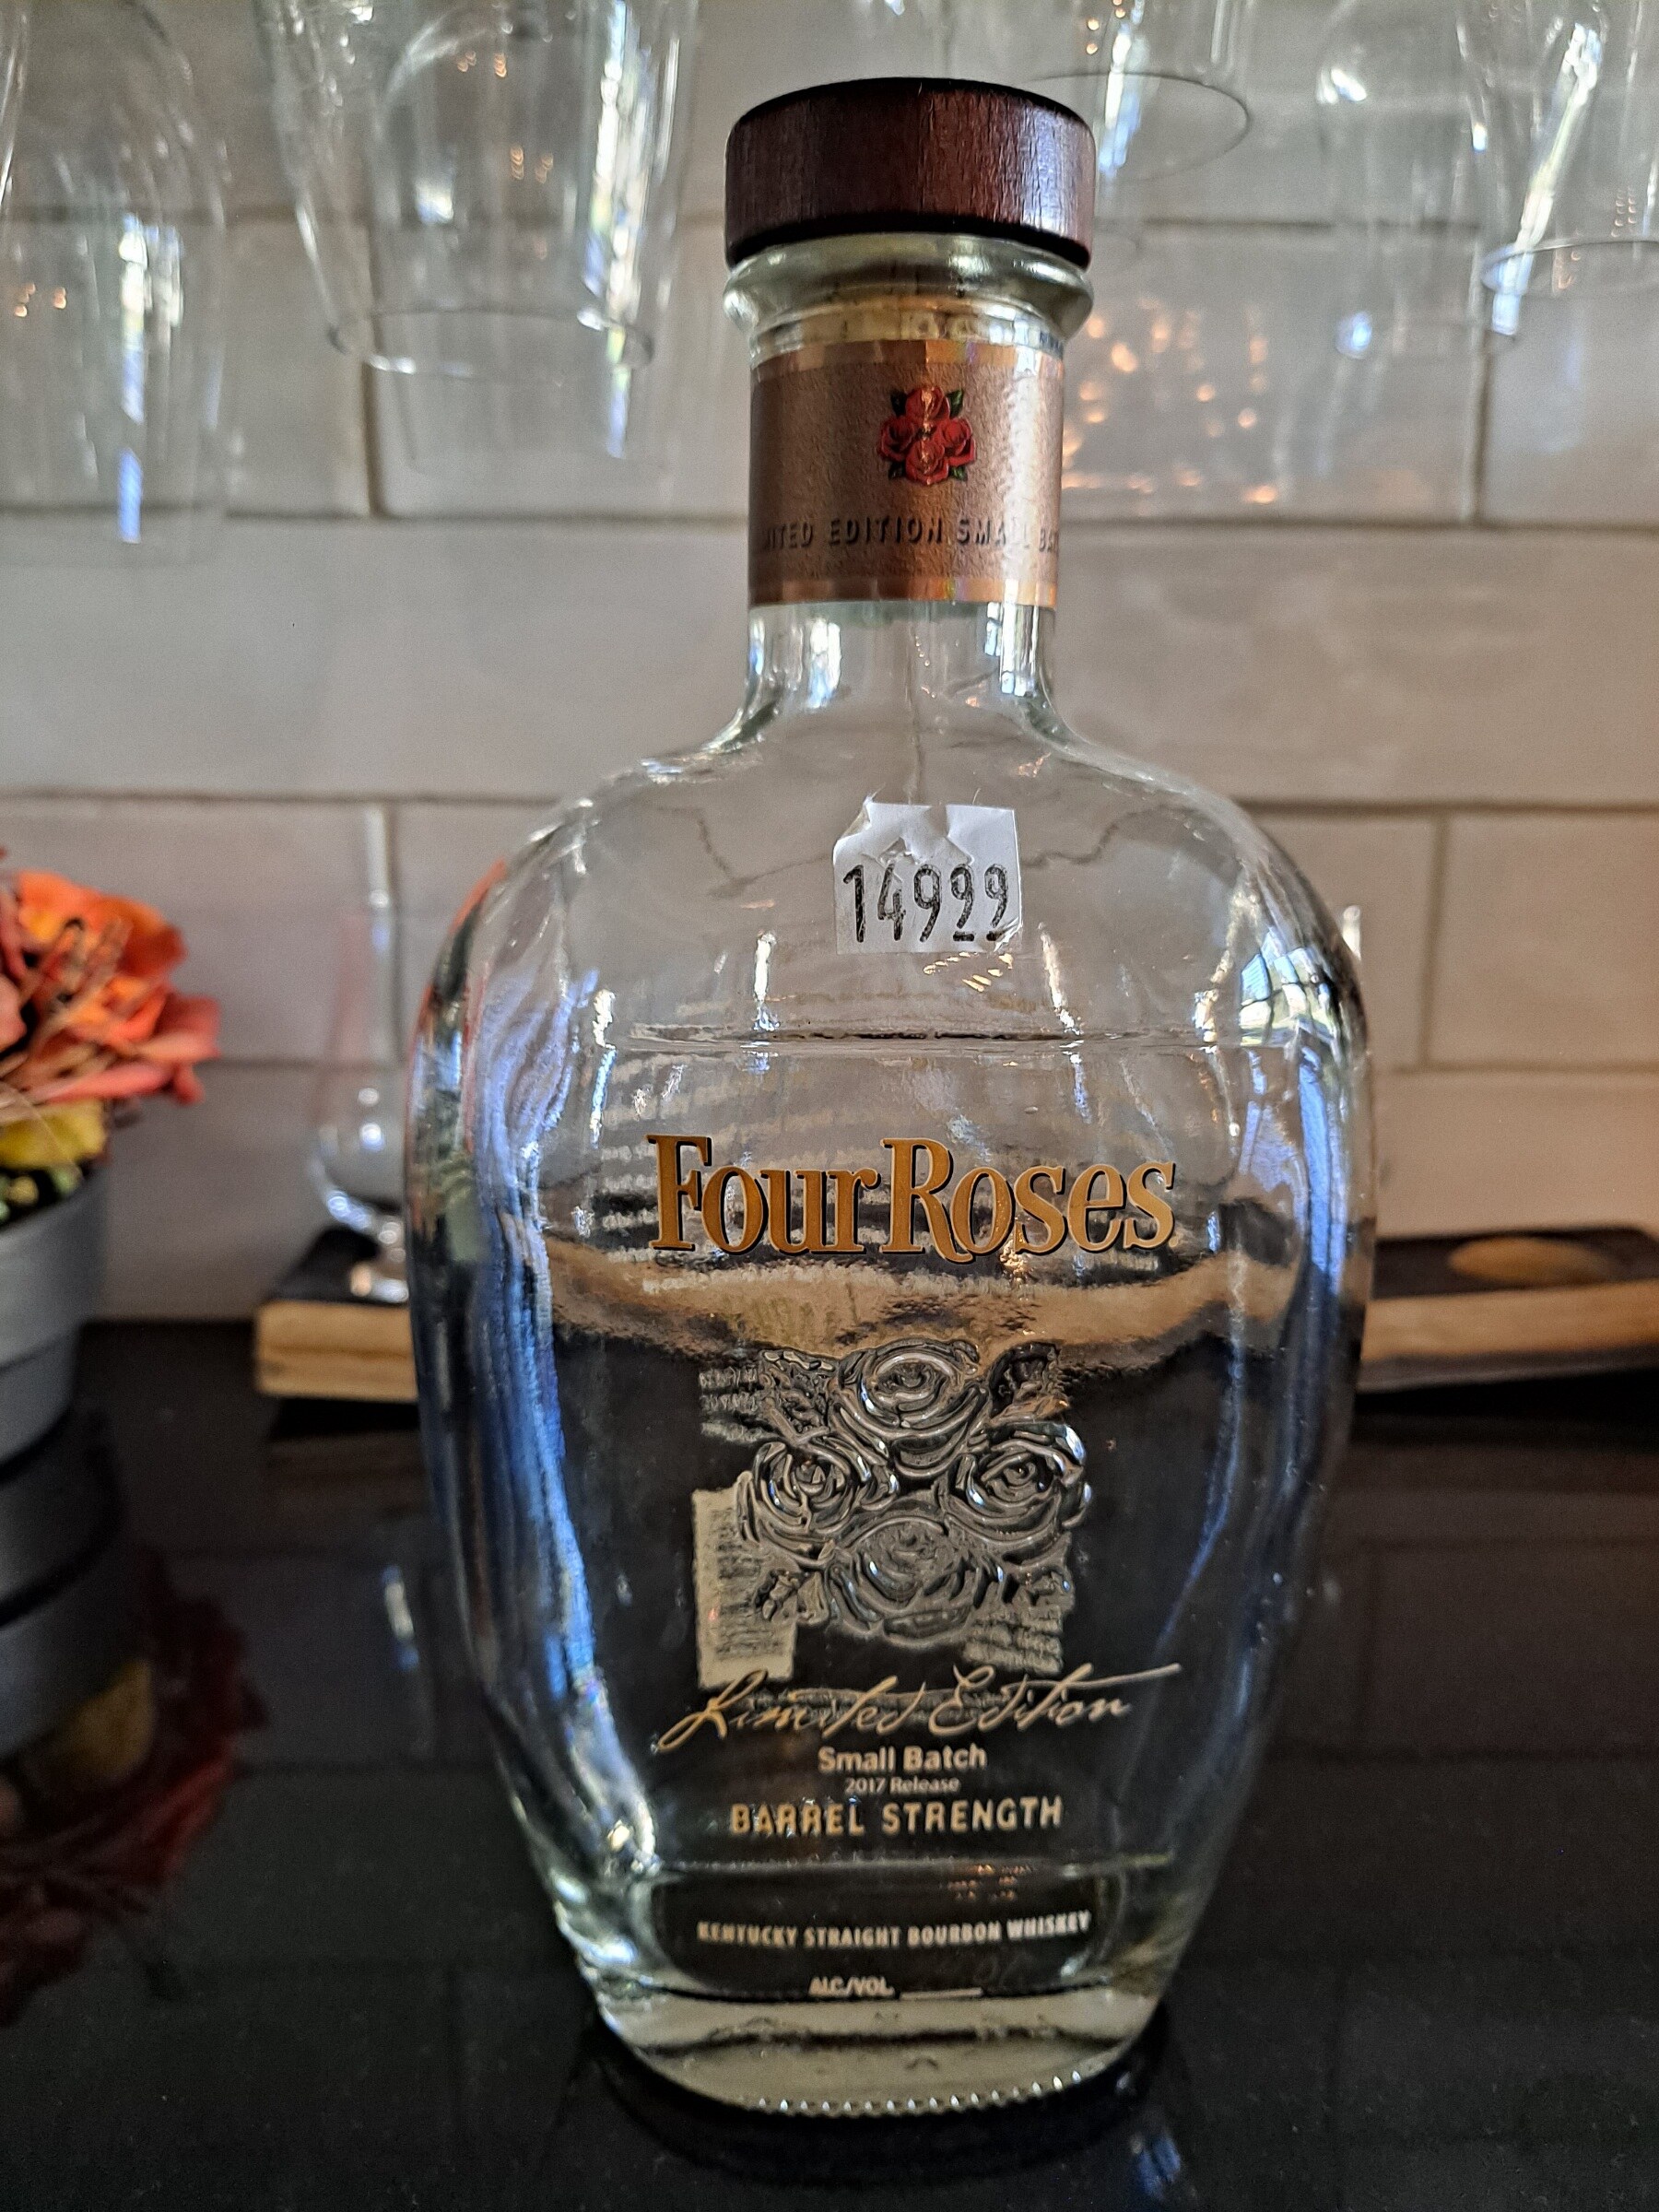 LIMITED EDITION SMALL BAT
14999
Four Roses
Limited Edition
Small Batch
2017 Release
BARREL STRENGTH
KENTUCKY STRAIGHT BOURBON WHISKEY
ALC./VOL.